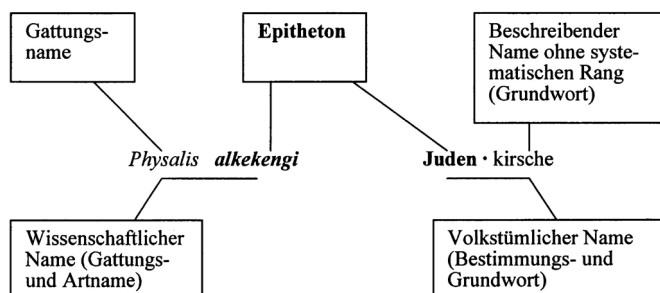 Gattungs-
name
Epitheton
Beschreibender
Name ohne syste-
matischen Rang
(Grundwort)
Physalis alkekengi
Juden · kirsche
Wissenschaftlicher
Name (Gattungs-
und Artname)
Volkstümlicher Name
(Bestimmungs- und
Grundwort)